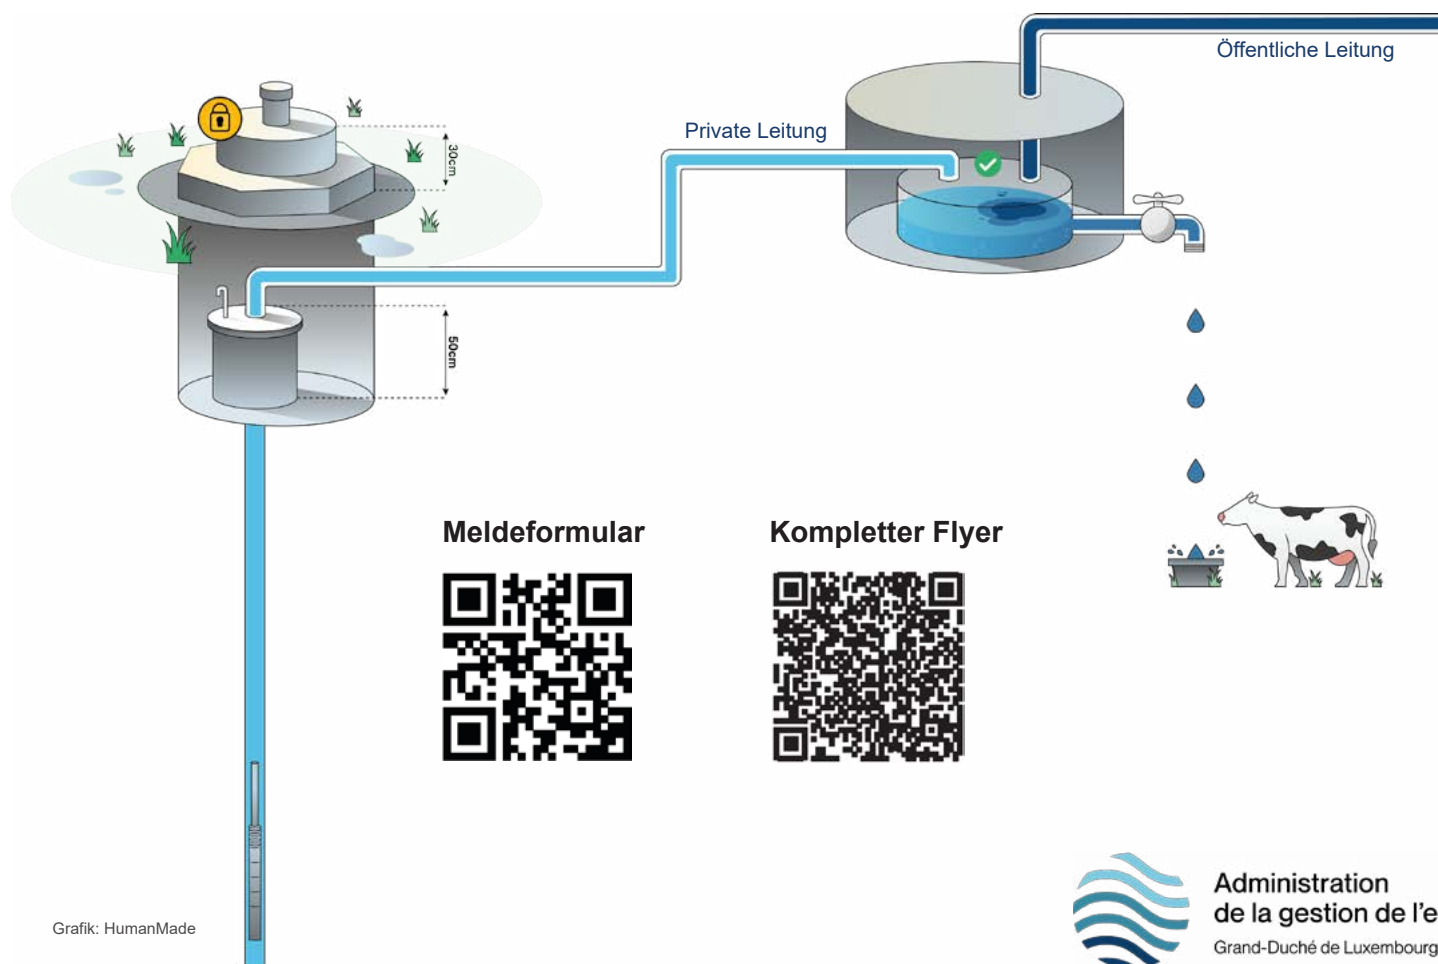 Öffentliche Leitung
Private Leitung
30cm
50cm
Meldeformular
Kompletter Flyer
Grafik: HumanMade
Administration
de la gestion de l'e
Grand-Duché de Luxembourg